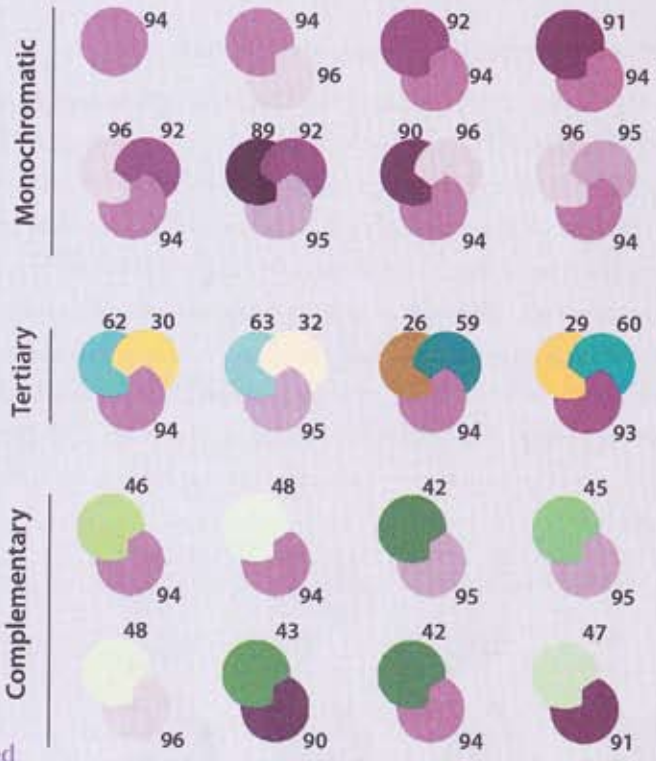 Monochromatic
94 94 92 91
96 94 94
96 92 89 92 90 96 96 95
94 95 94 94
Tertiary
62 30 63 32 26 59 29 60
94 95 94 93
Complementary
46 48 42 45
94 94 95 95
48 43 42 47
96 90 94 91